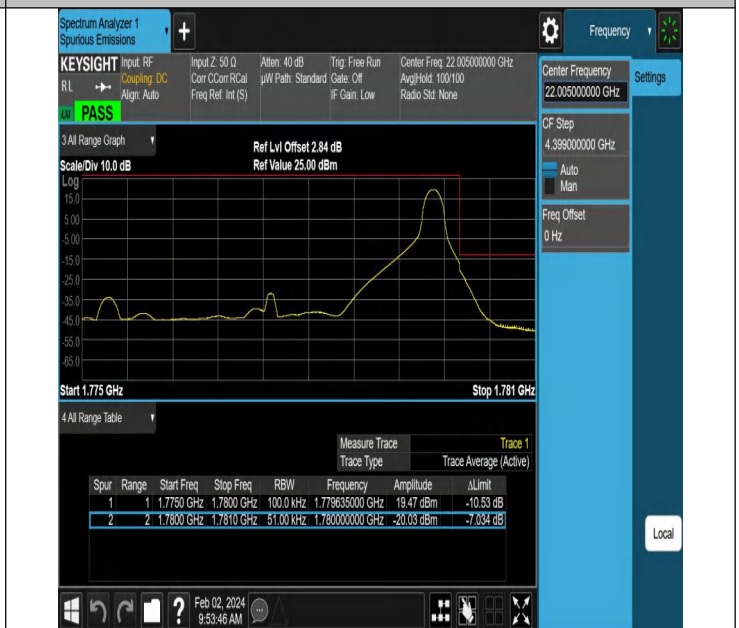 Spectrum Analyzer 1
Spurious Emissions
+
Frequency
KEYSIGHT
RL
PASS
Input: RF
Coupling: DC
Align: Auto
Input Z: 50 Ω
Corr CCorr RCal
Freq Ref: Int (S)
Atten: 40 dB
µW Path: Standard
Trig: Free Run
Gate: Off
IF Gain: Low
Center Freq: 22.005000000 GHz
Avg|Hold: 100/100
Radio Std: None
Center Frequency
22.005000000 GHz
Settings
CF Step
4.399000000 GHz
Auto
Man
Freq Offset
0 Hz
Local
3 All Range Graph
Scale/Div 10.0 dB
Ref Lvl Offset 2.84 dB
Ref Value 25.00 dBm
Log
15.0
5.00
-5.00
-15.0
-25.0
-35.0
-45.0
-55.0
-65.0
Start 1.775 GHz
Stop 1.781 GHz
4 All Range Table
Measure Trace Trace 1
Trace Type Trace Average (Active)
Spur Range Start Freq Stop Freq RBW Frequency Amplitude ΔLimit
1 1 1.7750 GHz 1.7800 GHz 100.0 kHz 1.779635000 GHz 19.47 dBm -10.53 dB
2 2 1.7800 GHz 1.7810 GHz 51.00 kHz 1.780000000 GHz -20.03 dBm -7.034 dB
?
Feb 02, 2024
9:53:46 AM